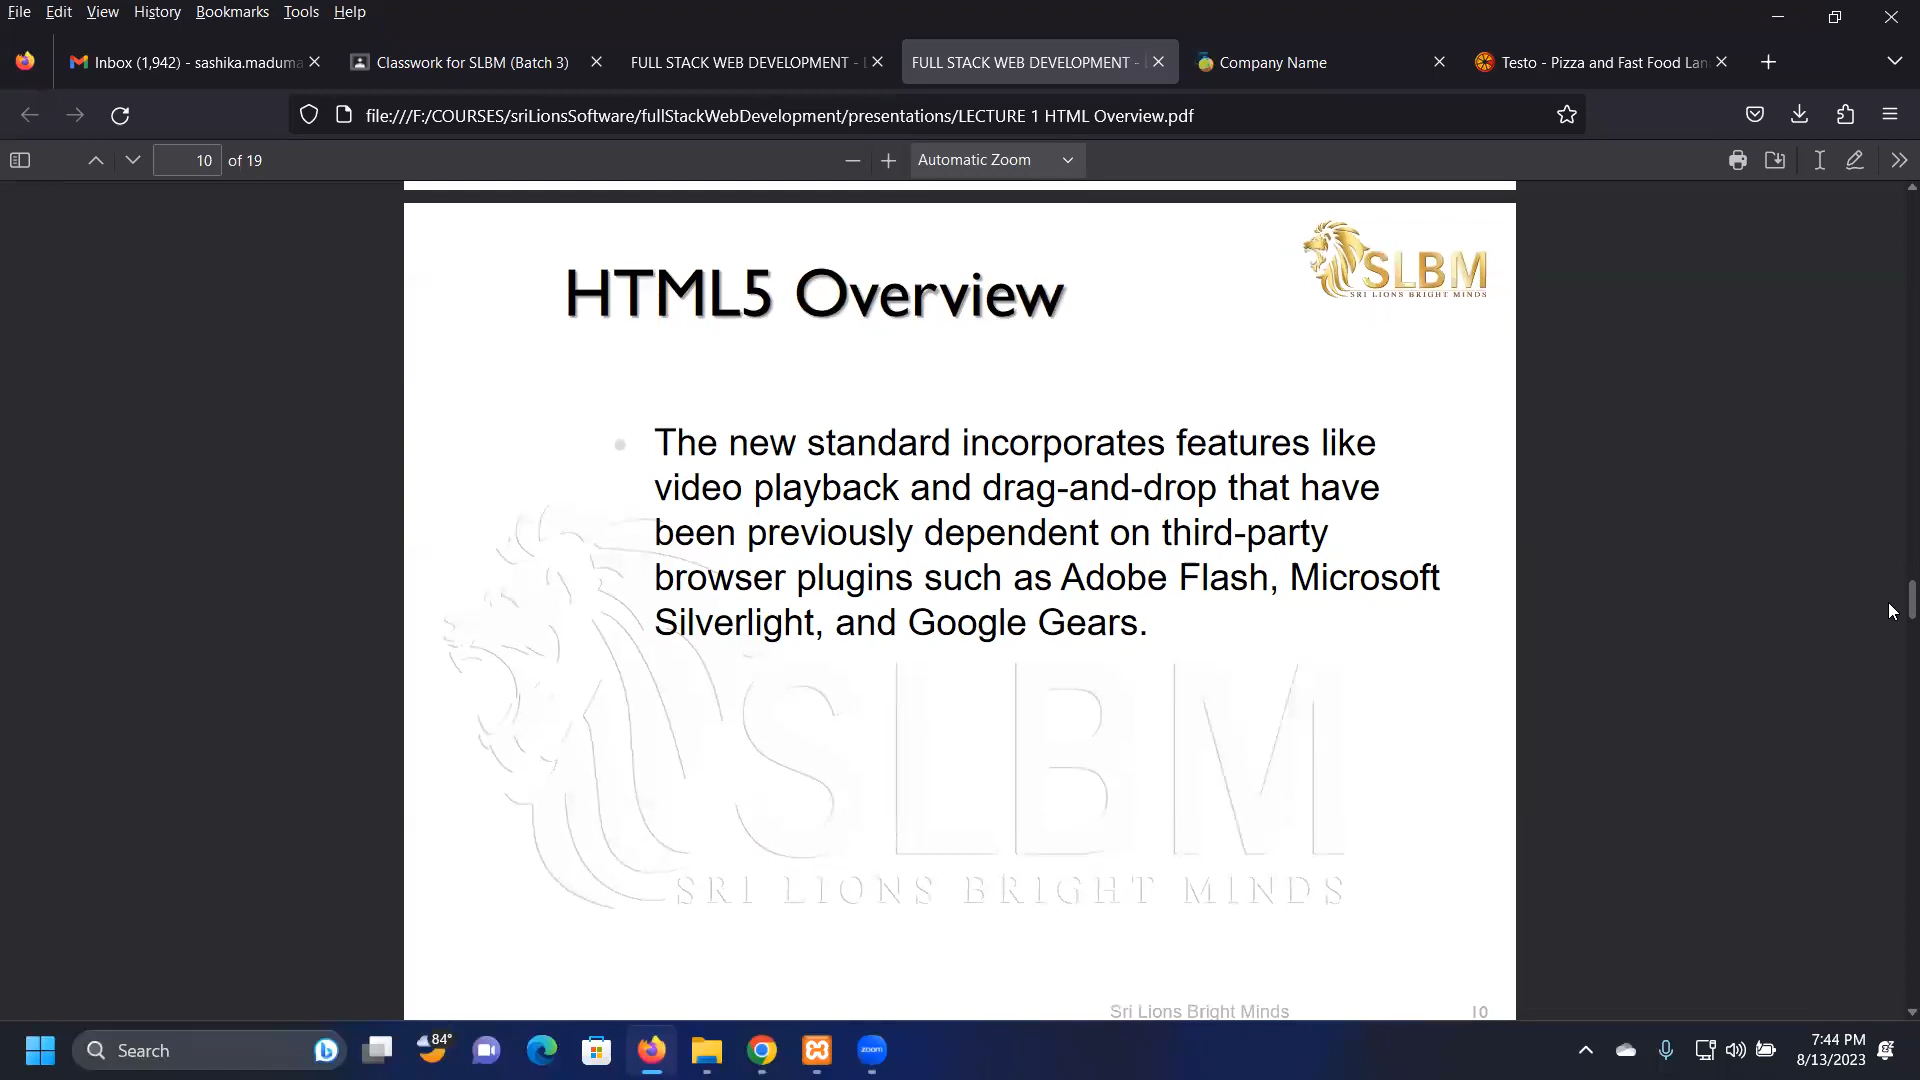 File Edit View History Bookmarks Tools Help
Inbox (1,942) - sashika.maduma
Classwork for SLBM (Batch 3)
FULL STACK WEB DEVELOPMENT - L
FULL STACK WEB DEVELOPMENT -
Company Name
Testo - Pizza and Fast Food Lan
file:///F:/COURSES/sriLionsSoftware/fullStackWebDevelopment/presentations/LECTURE 1 HTML Overview.pdf
10 of 19
Automatic Zoom
SLBM
SRI LIONS BRIGHT MINDS
HTML5 Overview
The new standard incorporates features like
video playback and drag-and-drop that have
been previously dependent on third-party
browser plugins such as Adobe Flash, Microsoft
Silverlight, and Google Gears.
SLBM
SRI LIONS BRIGHT MINDS
Sri Lions Bright Minds 10
Search
84°
zoom
7:44 PM
8/13/2023